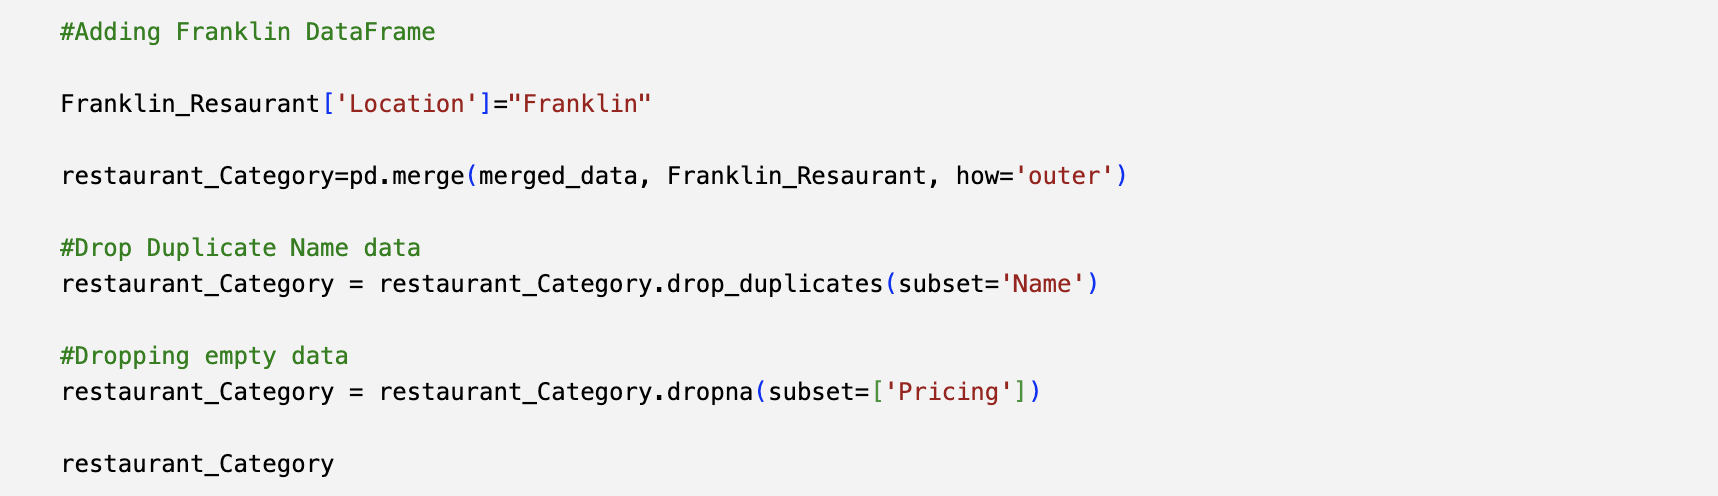 #Adding Franklin DataFrame
Franklin_Resaurant['Location']="Franklin"
restaurant_Category=pd.merge(merged_data, Franklin_Resaurant, how='outer')
#Drop Duplicate Name data
restaurant_Category = restaurant_Category.drop_duplicates(subset='Name')
#Dropping empty data
restaurant_Category = restaurant_Category.dropna(subset=['Pricing'])
restaurant_Category